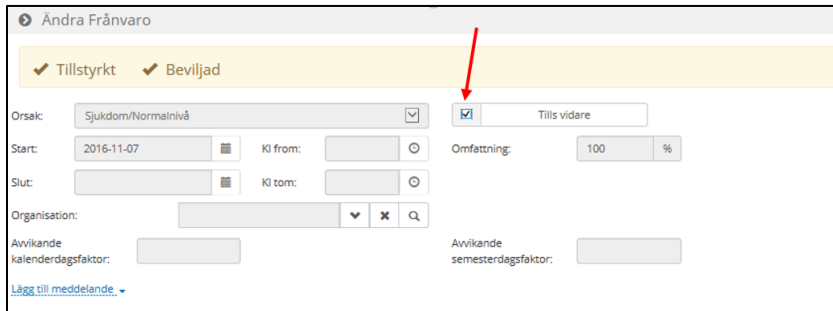 Ändra Frånvaro
Tillstyrkt Beviljad
Orsak: Sjukdom/Normalnivå Tills vidare
Start: 2016-11-07 Kl from: Omfattning: 100 %
Slut: Kl tom:
Organisation:
Avvikande Avvikande
kalenderdagsfaktor: semesterdagsfaktor:
Lägg till meddelande